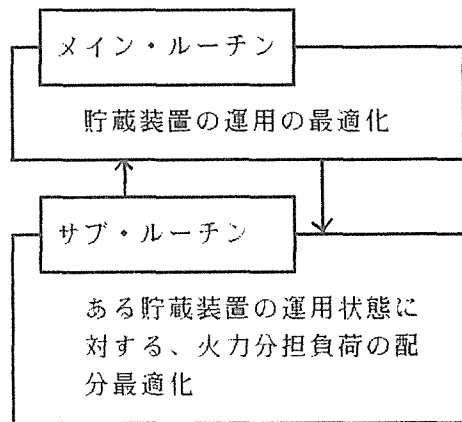 メイン・ルーチン
貯蔵装置の運用の最適化
サブ・ルーチン
ある貯蔵装置の運用状態に
対する、火力分担負荷の配
分最適化